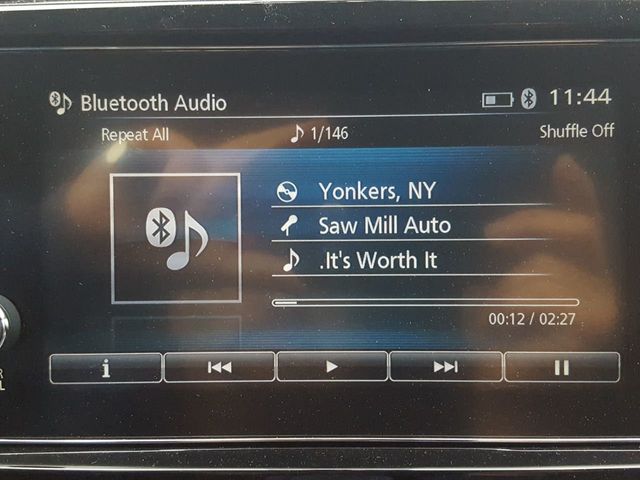 Bluetooth Audio 11:44
Repeat All 1/146 Shuffle Off
Yonkers, NY
Saw Mill Auto
.It's Worth It
00:12 / 02:27
i